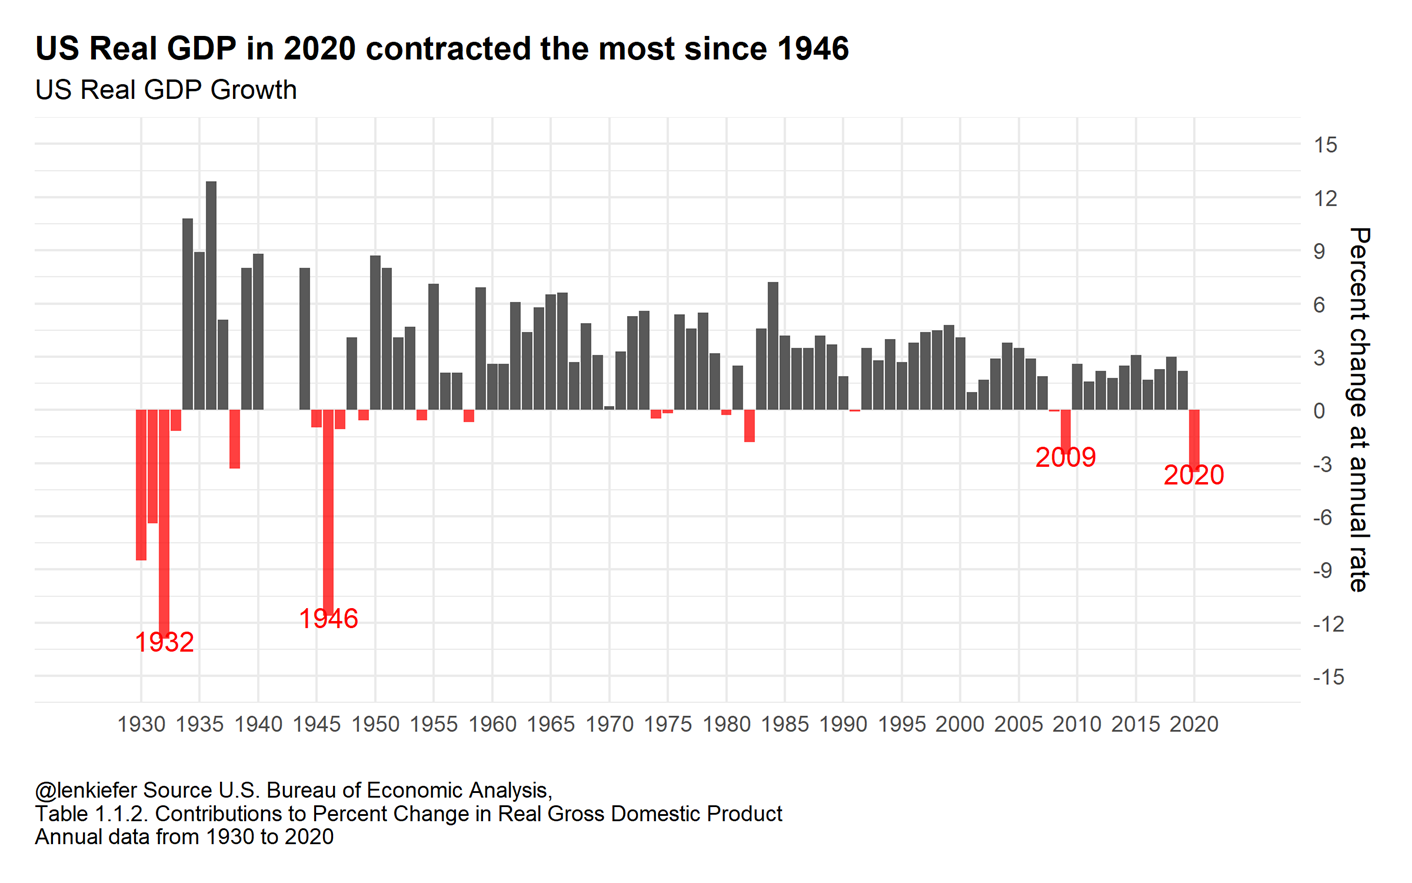 US Real GDP in 2020 contracted the most since 1946
US Real GDP Growth
15
12
9
6
3
0
-3
-6
-9
-12
-15
Percent change at annual rate
1932
1946
2009
2020
1930 1935 1940 1945 1950 1955 1960 1965 1970 1975 1980 1985 1990 1995 2000 2005 2010 2015 2020
@lenkiefer Source U.S. Bureau of Economic Analysis,
Table 1.1.2. Contributions to Percent Change in Real Gross Domestic Product
Annual data from 1930 to 2020